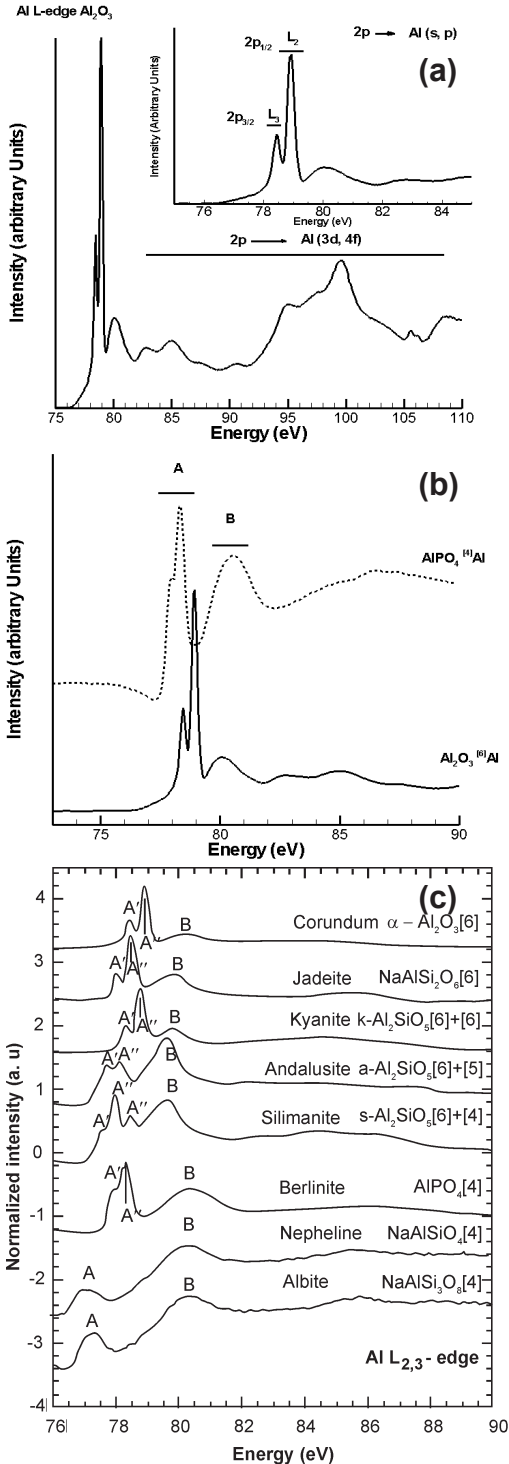 Al L-edge Al₂O₃
(a)
2p₁/₂ L₂ 2p → Al (s, p)
2p₃/₂ L₃
Intensity (Arbitrary Units)
76 78 80 82 84
Energy (eV)
2p → Al (3d, 4f)
Intensity (arbitrary Units)
75 80 85 90 95 100 105 110
Energy (eV)
(b)
A
B
AlPO₄ [4]Al
Al₂O₃ [6]Al
Intensity (arbitrary Units)
75 80 85 90
Energy (eV)
(c)
A′ A″ B Corundum α – Al₂O₃[6]
A′ A″ B Jadeite NaAlSi₂O₆[6]
A′ A″ B Kyanite k-Al₂SiO₅[6]+[6]
A′ A″ B Andalusite a-Al₂SiO₅[6]+[5]
A′ A″ A″ B Silimanite s-Al₂SiO₅[6]+[4]
A′ A″ B Berlinite AlPO₄[4]
A B Nepheline NaAlSiO₄[4]
A B Albite NaAlSi₃O₈[4]
Al L₂,₃- edge
Normalized intensity (a. u)
4
3
2
1
0
-1
-2
-3
-4
76 78 80 82 84 86 88 90
Energy (eV)